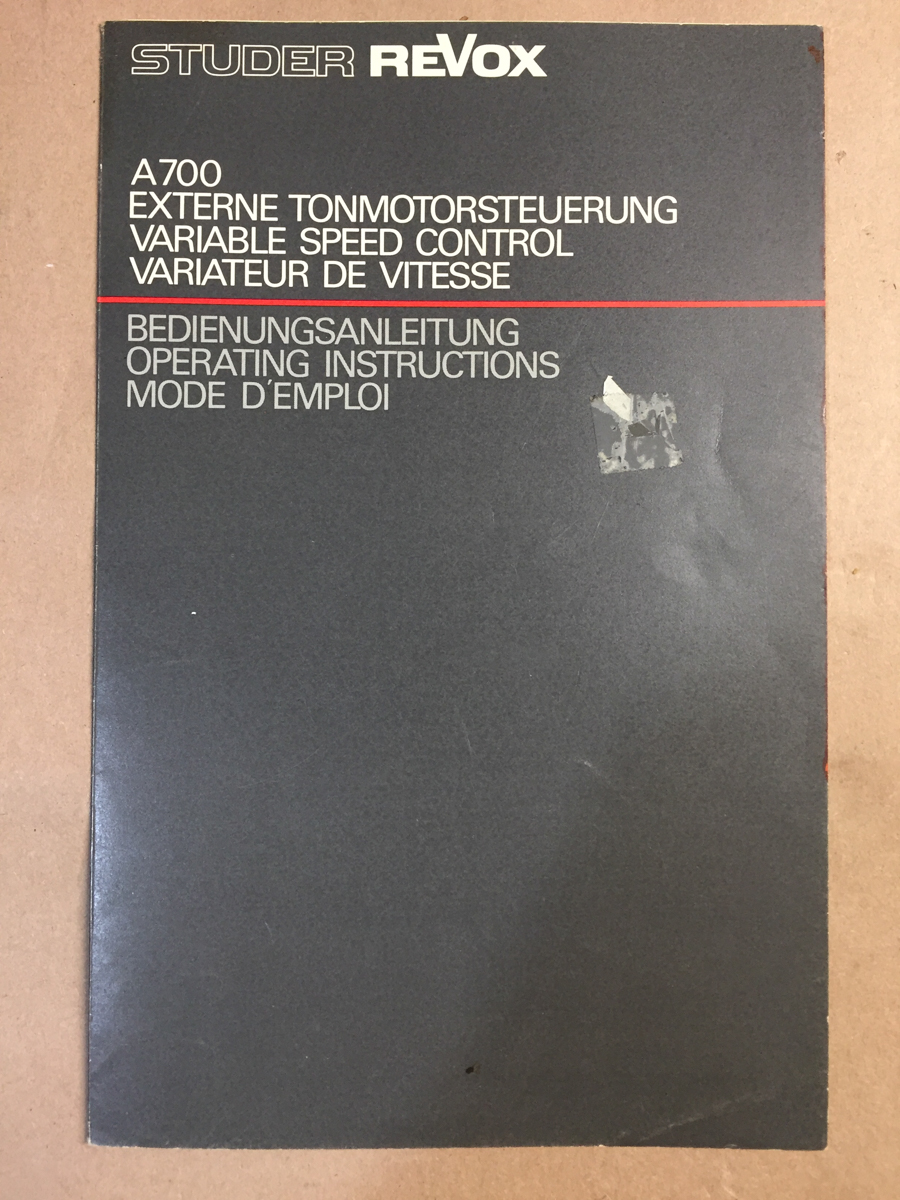 STUDER REVOX
A700
EXTERNE TONMOTORSTEUERUNG
VARIABLE SPEED CONTROL
VARIATEUR DE VITESSE
BEDIENUNGSANLEITUNG
OPERATING INSTRUCTIONS
MODE D'EMPLOI